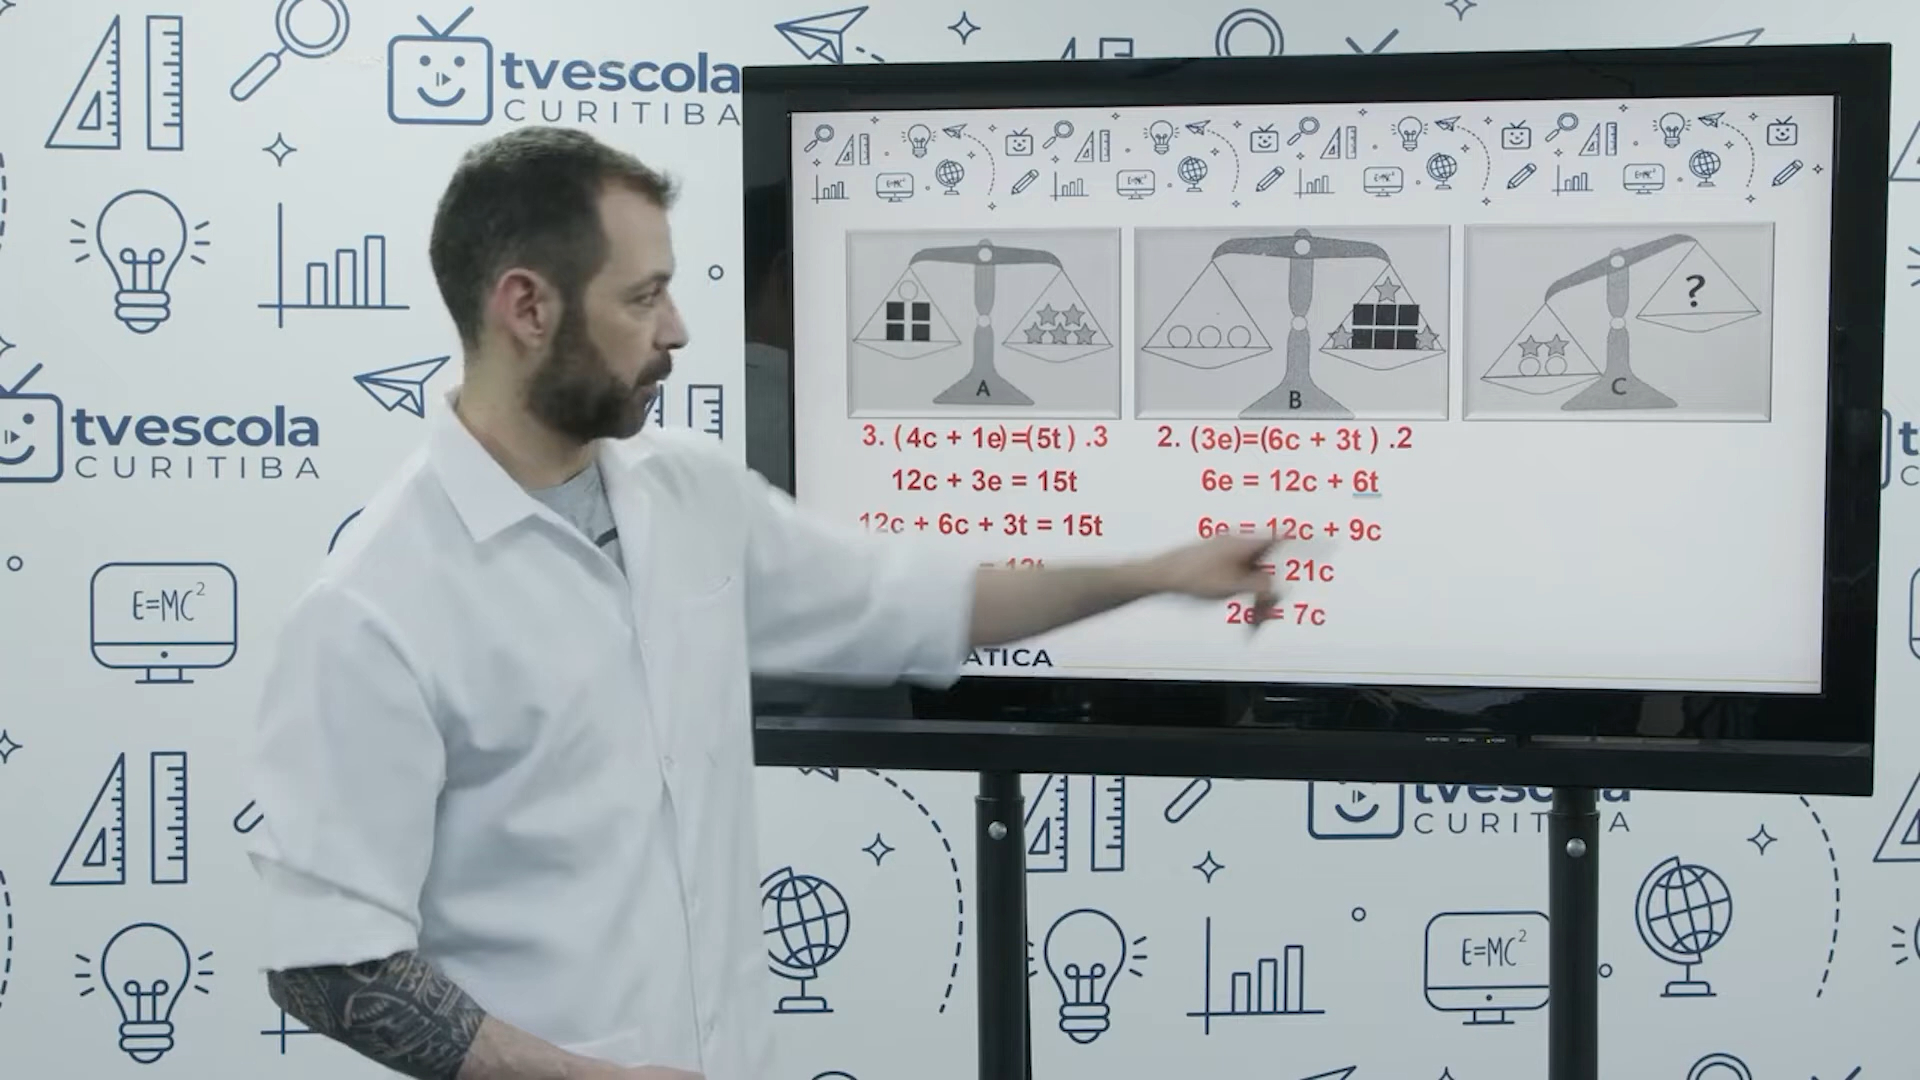 tvescola
CURITIBA
tvescola
CURITIBA
E=MC²
A
B
?
C
3. (4c + 1e)=(5t) .3
12c + 3e = 15t
12c + 6c + 3t = 15t
= 12t
2. (3e)=(6c + 3t ) .2
6e = 12c + 6t
6e = 12c + 9c
= 21c
2e = 7c
ATICA
tvescola
CURITIBA
E=MC²